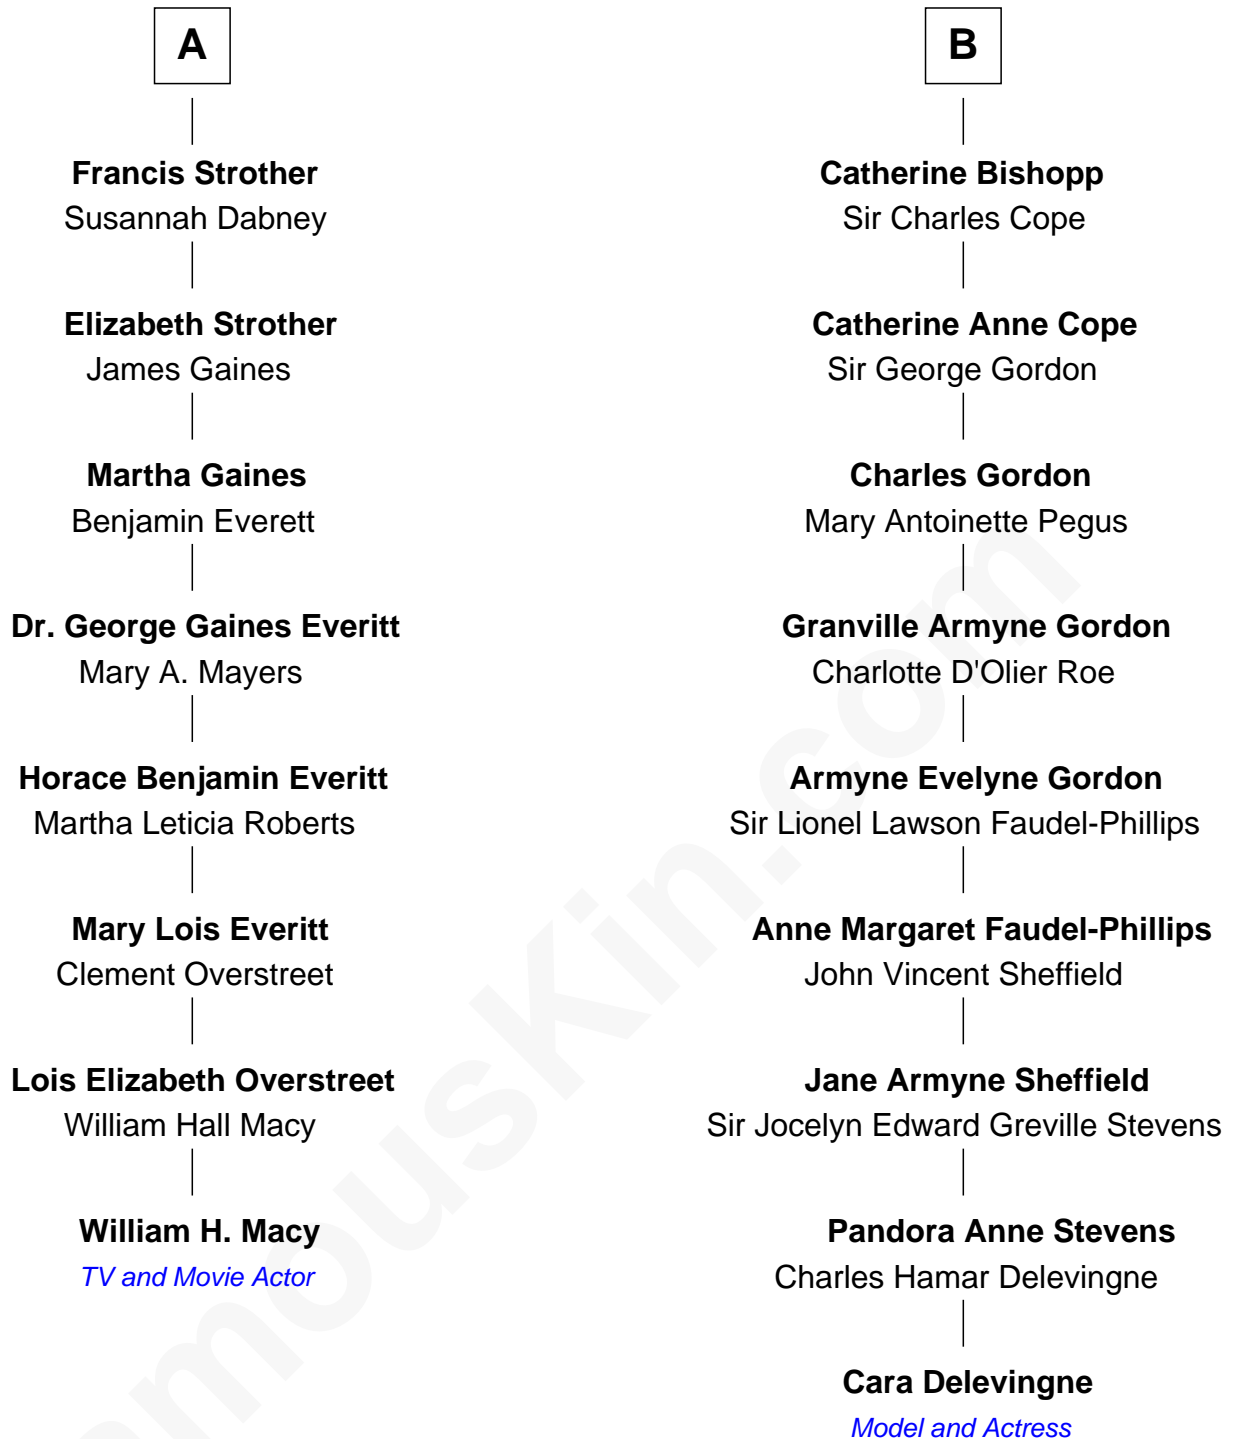 A
Francis Strother
Susannah Dabney
Elizabeth Strother
James Gaines
Martha Gaines
Benjamin Everett
Dr. George Gaines Everitt
Mary A. Mayers
Horace Benjamin Everitt
Martha Leticia Roberts
Mary Lois Everitt
Clement Overstreet
Lois Elizabeth Overstreet
William Hall Macy
William H. Macy
TV and Movie Actor
B
Catherine Bishopp
Sir Charles Cope
Catherine Anne Cope
Sir George Gordon
Charles Gordon
Mary Antoinette Pegus
Granville Armyne Gordon
Charlotte D'Olier Roe
Armyne Evelyne Gordon
Sir Lionel Lawson Faudel-Phillips
Anne Margaret Faudel-Phillips
John Vincent Sheffield
Jane Armyne Sheffield
Sir Jocelyn Edward Greville Stevens
Pandora Anne Stevens
Charles Hamar Delevingne
Cara Delevingne
Model and Actress
amousKin.com